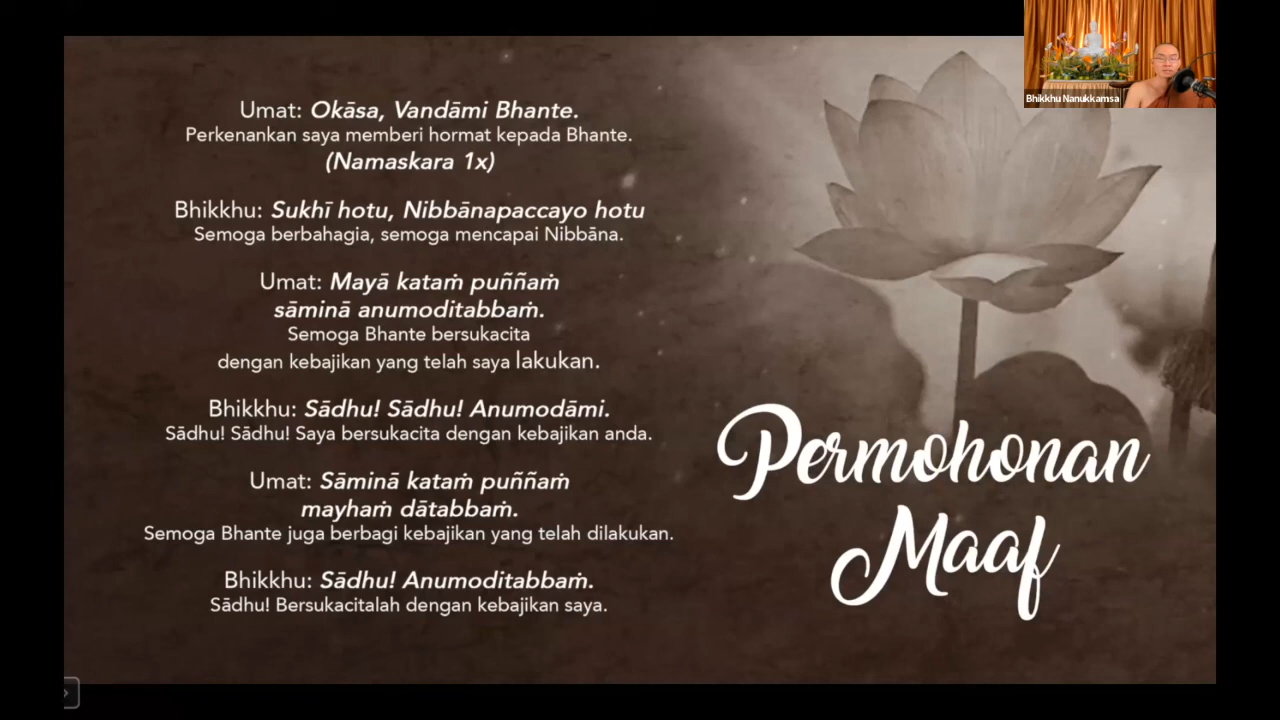 Bhikkhu Nanukkamsa
Umat: Okāsa, Vandāmi Bhante.
Perkenankan saya memberi hormat kepada Bhante.
(Namaskara 1x)
Bhikkhu: Sukhī hotu, Nibbānapaccayo hotu
Semoga berbahagia, semoga mencapai Nibbāna.
Umat: Mayā kataṁ puññaṁ
sāminā anumoditabbaṁ.
Semoga Bhante bersukacita
dengan kebajikan yang telah saya lakukan.
Bhikkhu: Sādhu! Sādhu! Anumodāmi.
Sādhu! Sādhu! Saya bersukacita dengan kebajikan anda.
Umat: Sāminā kataṁ puññaṁ
mayhaṁ dātabbaṁ.
Semoga Bhante juga berbagi kebajikan yang telah dilakukan.
Bhikkhu: Sādhu! Anumoditabbaṁ.
Sādhu! Bersukacitalah dengan kebajikan saya.
Permohonan
Maaf